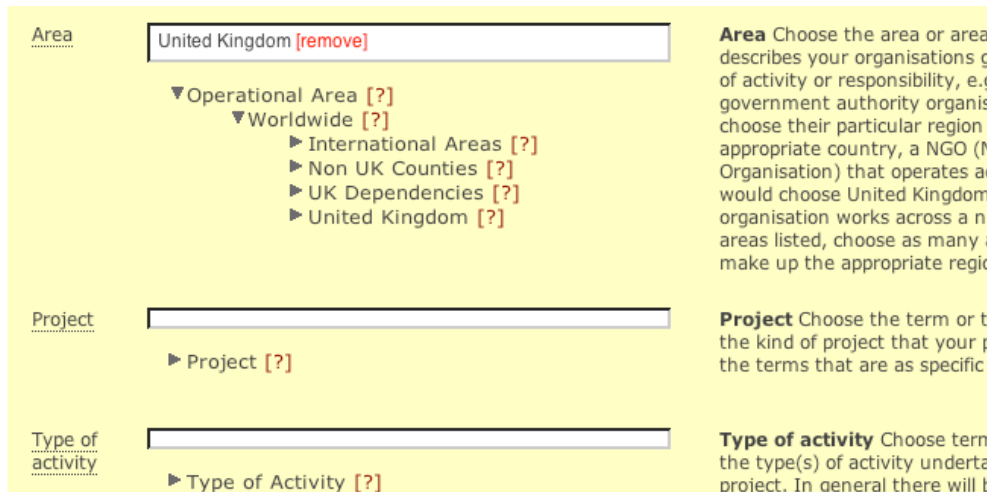 Area
United Kingdom [remove]
Operational Area [?]
Worldwide [?]
International Areas [?]
Non UK Counties [?]
UK Dependencies [?]
United Kingdom [?]
Area Choose the area or area
describes your organisations
of activity or responsibility,
government authority
choose their particular region
appropriate country, a NGO
Organisation) that operates
would choose United Kingdom
organisation works across a
areas listed, choose as many
make up the appropriate
Project
Project [?]
Project Choose the term or
the kind of project that your
the terms that are as specific
Type of
activity
Type of Activity [?]
Type of activity Choose
the type(s) of activity
project. In general there will